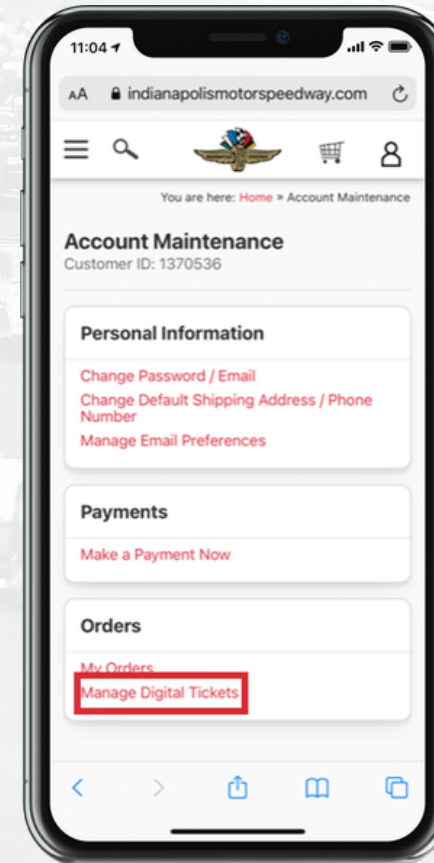 11:04
AA indianapolismotorspeedway.com
You are here: Home » Account Maintenance
Account Maintenance
Customer ID: 1370536
Personal Information
Change Password / Email
Change Default Shipping Address / Phone
Number
Manage Email Preferences
Payments
Make a Payment Now
Orders
My Orders
Manage Digital Tickets